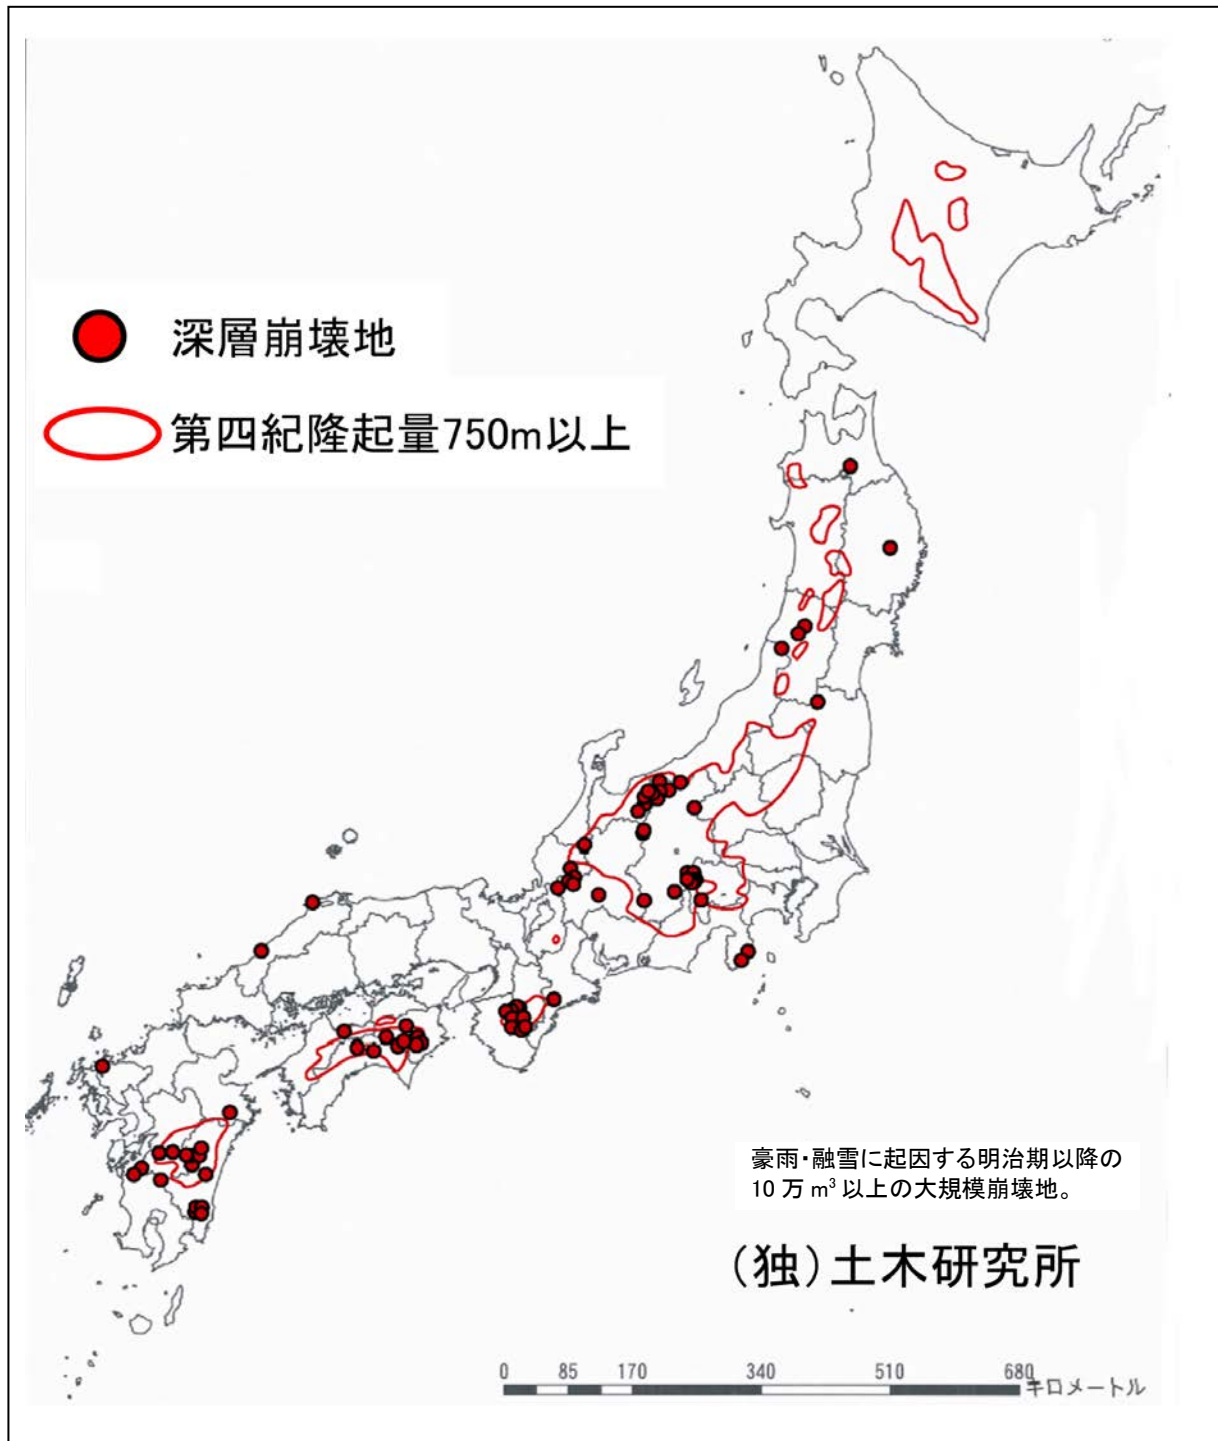 深層崩壊地
第四紀隆起量750m以上
豪雨・融雪に起因する明治期以降の
10 万 m³ 以上の大規模崩壊地。
(独)土木研究所
0 85 170 340 510 680
キロメートル